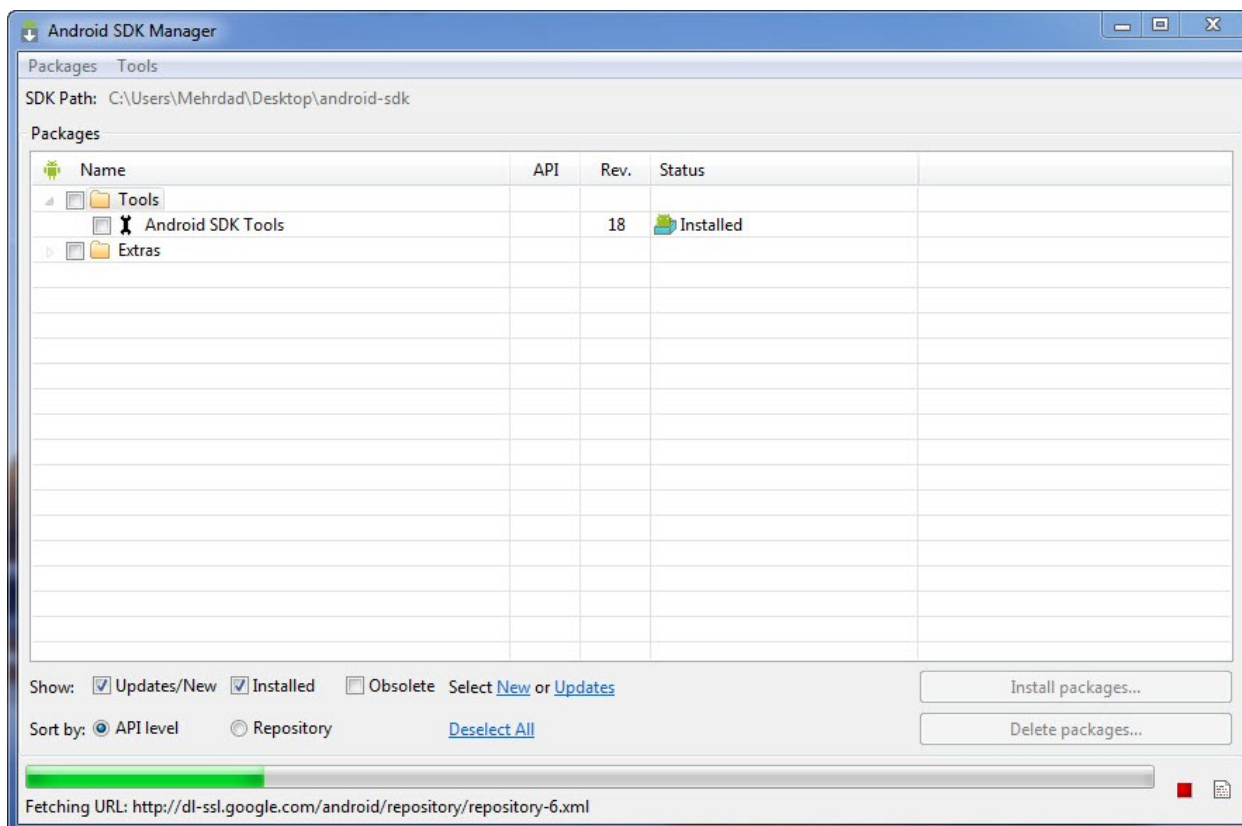 Android SDK Manager
Packages Tools
SDK Path: C:\Users\Mehrdad\Desktop\android-sdk
Packages
Name API Rev. Status
Tools
Android SDK Tools 18 Installed
Extras
Show: Updates/New Installed Obsolete Select New or Updates Install packages...
Sort by: API level Repository Deselect All Delete packages...
Fetching URL: http://dl-ssl.google.com/android/repository/repository-6.xml